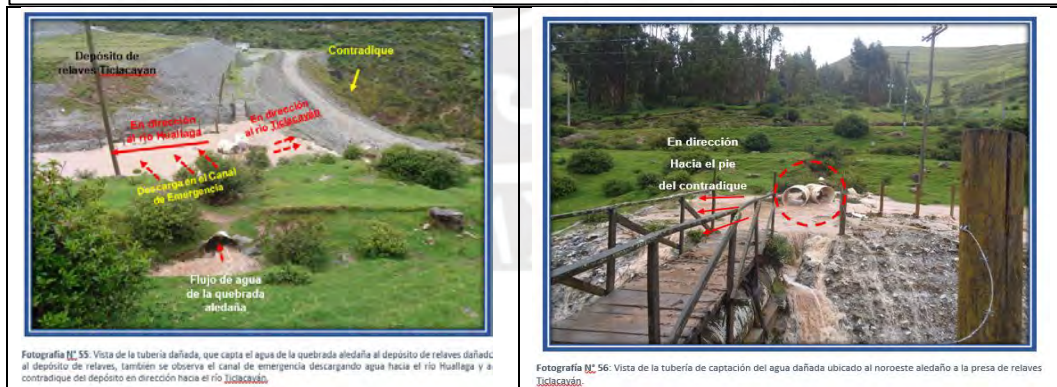 Depósito de
relaves Ticlacayan
Contradique
En dirección
al río Huallaga
En dirección
al río Ticlacayán
Descarga en el Canal
de Emergencia
Flujo de agua
de la quebrada
aledaña
Fotografía N° 55: Vista de la tubería dañada, que capta el agua de la quebrada aledaña al depósito de relaves dañado
al depósito de relaves, también se observa el canal de emergencia descargando agua hacia el río Huallaga y a
contradique del depósito en dirección hacia el río Ticlacayán.
En dirección
Hacia el pie
del contradique
Fotografía N° 56: Vista de la tubería de captación del agua dañada ubicado al noroeste aledaño a la presa de relaves
Ticlacayán.